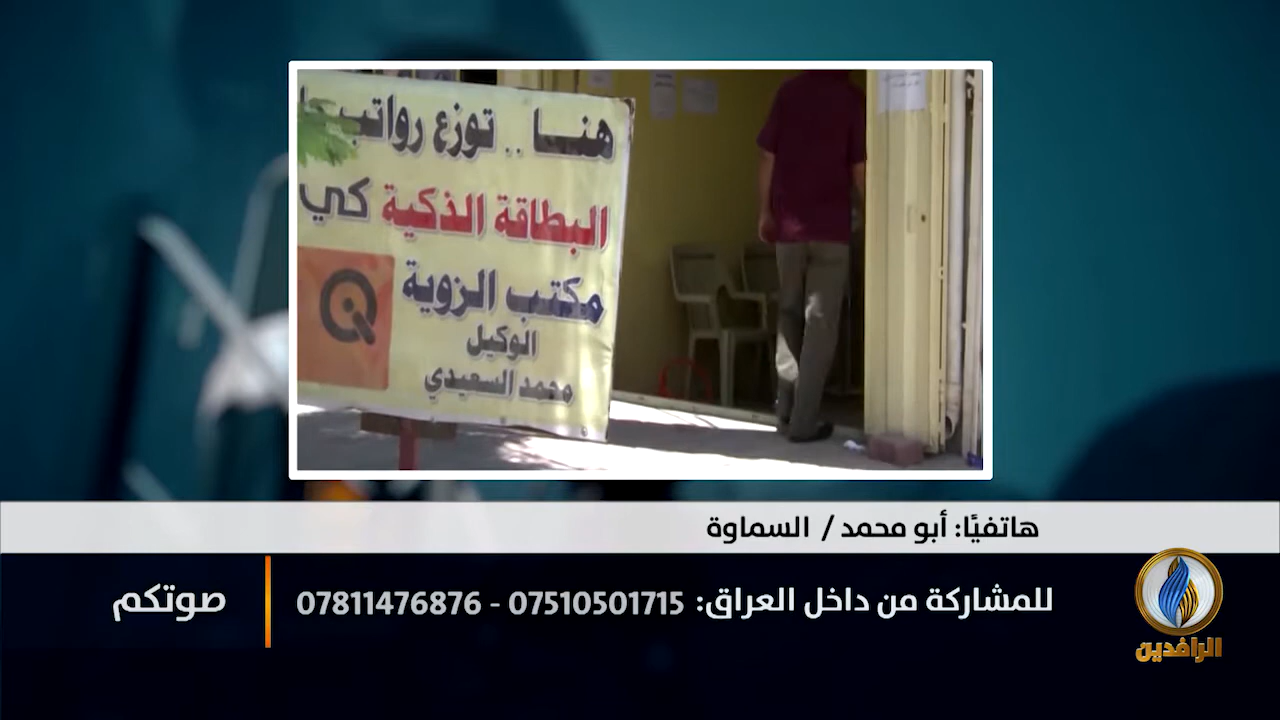 هنا .. توزع رواتب
البطاقة الذكية كي
مكتب الزوية
الوكيل
محمد السعيدي
هاتفيًا: أبو محمد / السماوة
للمشاركة من داخل العراق: 07510501715 - 07811476876
صوتكم
الرافدين